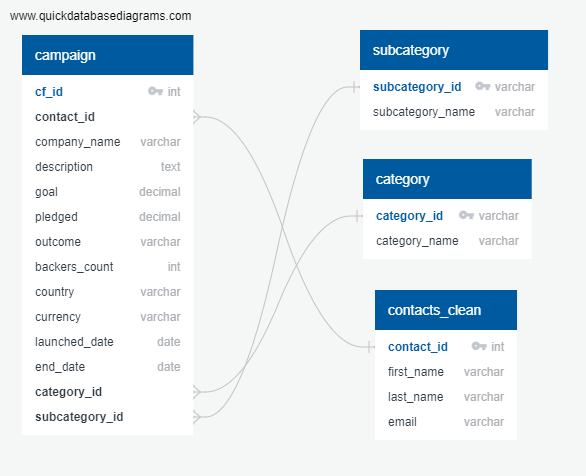 www.quickdatabasediagrams.com
campaign
cf_id int
contact_id
company_name varchar
description text
goal decimal
pledged decimal
outcome varchar
backers_count int
country varchar
currency varchar
launched_date date
end_date date
category_id
subcategory_id
subcategory
subcategory_id varchar
subcategory_name varchar
category
category_id varchar
category_name varchar
contacts_clean
contact_id int
first_name varchar
last_name varchar
email varchar